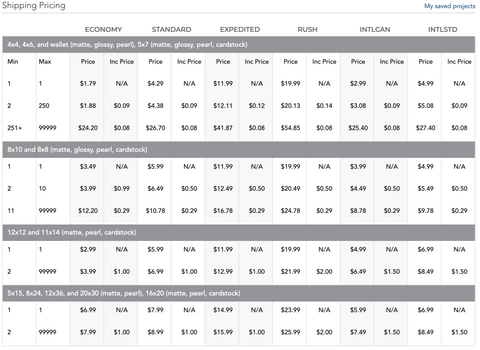 Shipping Pricing
My saved projects
ECONOMY STANDARD EXPEDITED RUSH INTLCAN INTLSTD
4x4, 4x6, and wallet (matte, glossy, pearl), 5x7 (matte, glossy, pearl, cardstock)
Min Max Price Inc Price Price Inc Price Price Inc Price Price Inc Price Price Inc Price Price Inc Price
1 1 $1.79 N/A $4.29 N/A $11.99 N/A $19.99 N/A $2.99 N/A $4.99 N/A
2 250 $1.88 $0.09 $4.38 $0.09 $12.11 $0.12 $20.13 $0.14 $3.08 $0.09 $5.08 $0.09
251+ 99999 $24.20 $0.08 $26.70 $0.08 $41.87 $0.08 $54.85 $0.08 $25.40 $0.08 $27.40 $0.08
8x10 and 8x8 (matte, glossy, pearl, cardstock)
1 1 $3.49 N/A $5.99 N/A $11.99 N/A $19.99 N/A $3.99 N/A $4.99 N/A
2 10 $3.99 $0.99 $6.49 $0.50 $12.49 $0.50 $20.49 $0.50 $4.49 $0.50 $5.49 $0.50
11 99999 $12.20 $0.29 $10.78 $0.29 $16.78 $0.29 $24.78 $0.29 $8.78 $0.29 $9.78 $0.29
12x12 and 11x14 (matte, pearl, cardstock)
1 1 $2.99 N/A $5.99 N/A $11.99 N/A $19.99 N/A $4.99 N/A $6.99 N/A
2 99999 $3.99 $1.00 $6.99 $1.00 $12.99 $1.00 $21.99 $2.00 $6.49 $1.50 $8.49 $1.50
5x15, 8x24, 12x36, and 20x30 (matte, pearl), 16x20 (matte, pearl, cardstock)
1 1 $6.99 N/A $7.99 N/A $14.99 N/A $23.99 N/A $5.99 N/A $6.99 N/A
2 99999 $7.99 $1.00 $8.99 $1.00 $15.99 $1.00 $25.99 $2.00 $7.49 $1.50 $8.49 $1.50